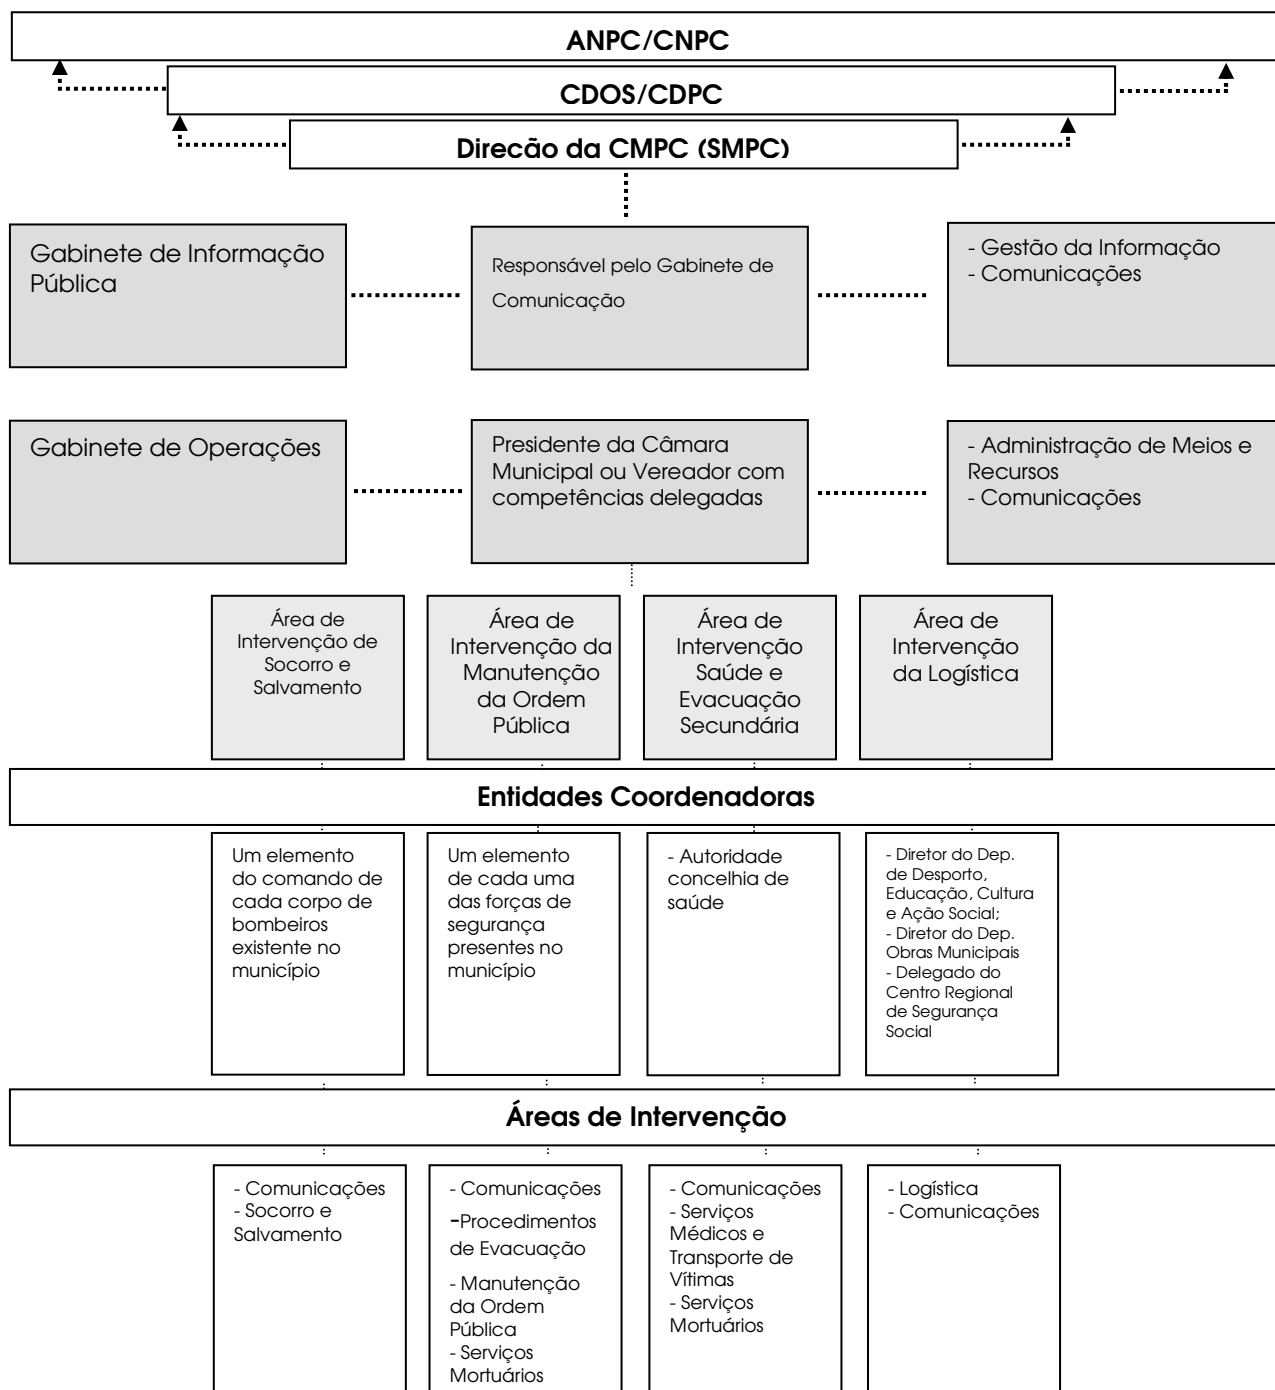 ANPC/CNPC
CDOS/CDPC
Direcão da CMPC (SMPC)
Gabinete de Informação
Pública
Responsável pelo Gabinete de
Comunicação
- Gestão da Informação
- Comunicações
Gabinete de Operações
Presidente da Câmara
Municipal ou Vereador com
competências delegadas
- Administração de Meios e
Recursos
- Comunicações
Área de
Intervenção de
Socorro e
Salvamento
Área de
Intervenção da
Manutenção
da Ordem
Pública
Área de
Intervenção
Saúde e
Evacuação
Secundária
Área de
Intervenção
da Logística
Entidades Coordenadoras
Um elemento
do comando de
cada corpo de
bombeiros
existente no
município
Um elemento
de cada uma
das forças de
segurança
presentes no
município
- Autoridade
concelhia de
saúde
- Diretor do Dep.
de Desporto,
Educação, Cultura
e Ação Social;
- Diretor do Dep.
Obras Municipais
- Delegado do
Centro Regional
de Segurança
Social
Áreas de Intervenção
- Comunicações
- Socorro e
Salvamento
- Comunicações
-Procedimentos
de Evacuação
- Manutenção
da Ordem
Pública
- Serviços
Mortuários
- Comunicações
- Serviços
Médicos e
Transporte de
Vítimas
- Serviços
Mortuários
- Logística
- Comunicações